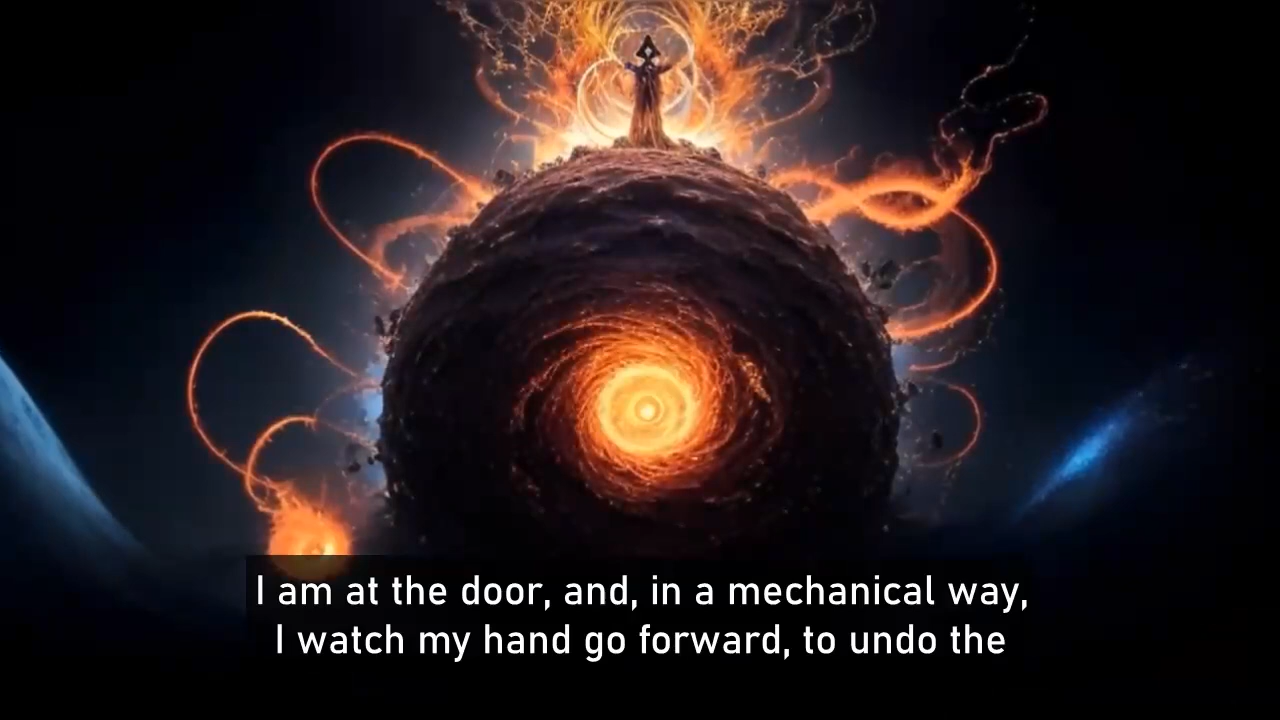 I am at the door, and, in a mechanical way,
I watch my hand go forward, to undo the